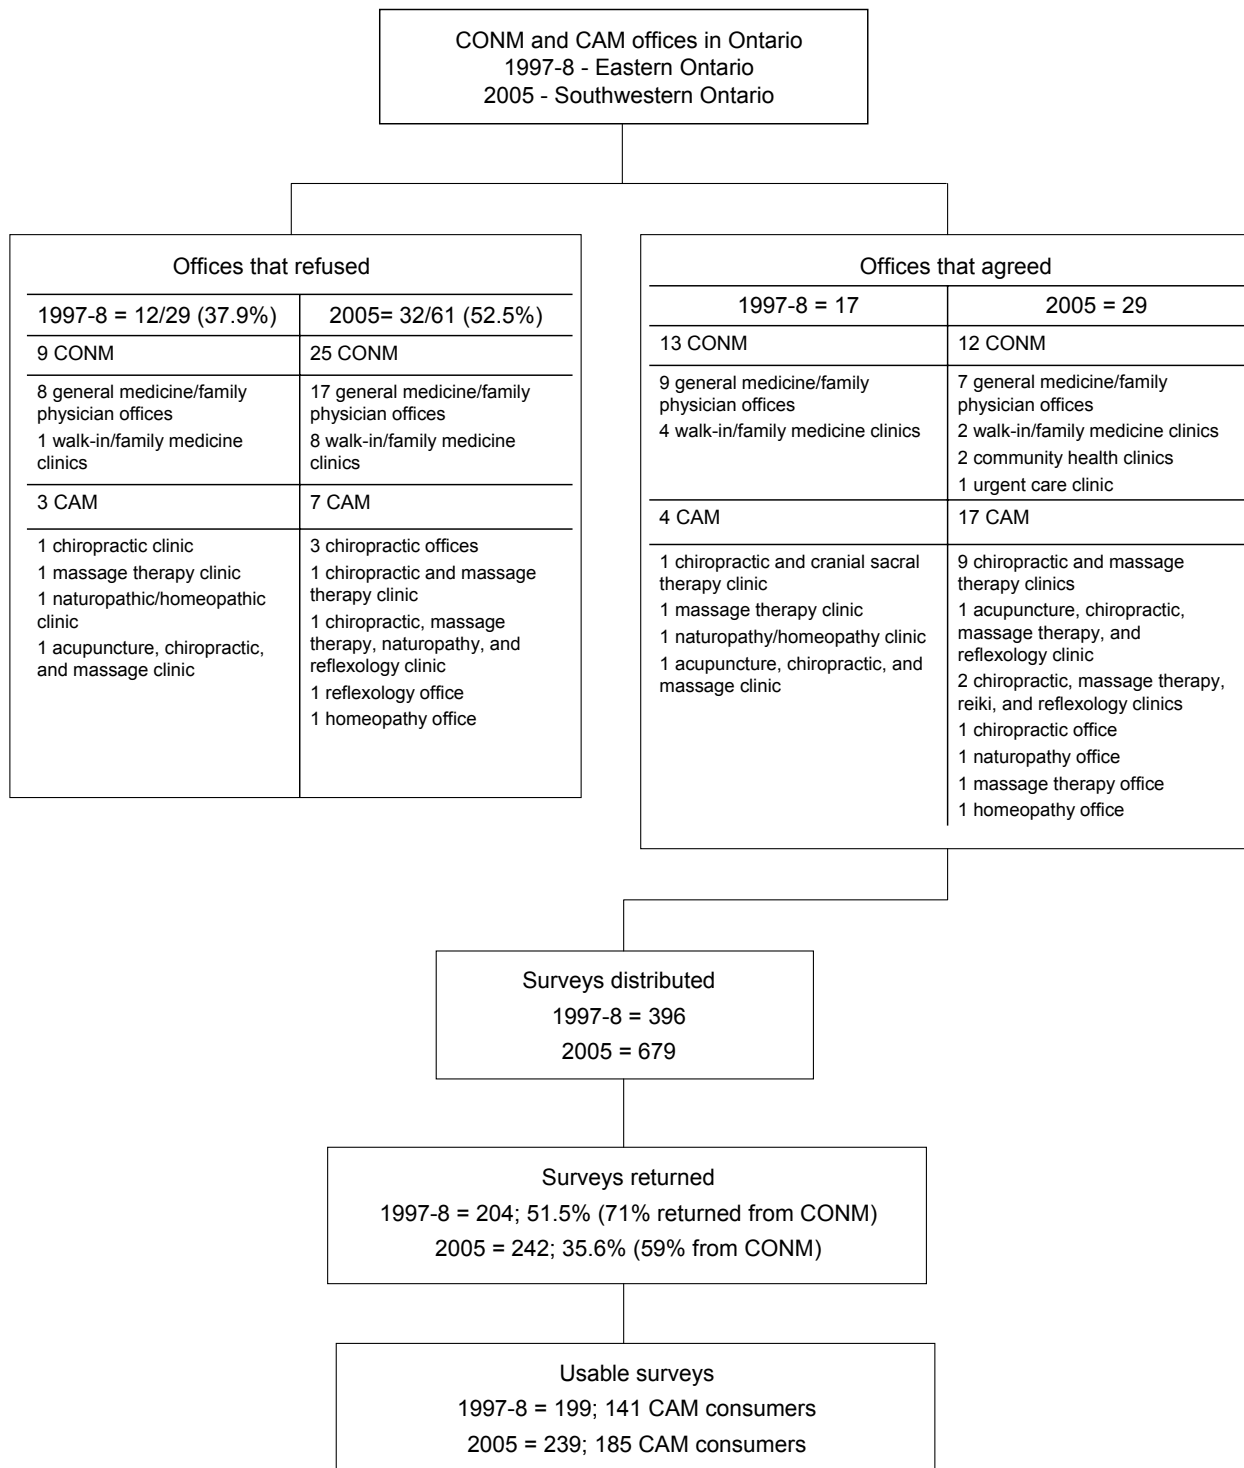 CONM and CAM offices in Ontario
1997-8 - Eastern Ontario
2005 - Southwestern Ontario
Offices that refused
1997-8 = 12/29 (37.9%)
2005= 32/61 (52.5%)
9 CONM
25 CONM
8 general medicine/family
physician offices
1 walk-in/family medicine
clinics
17 general medicine/family
physician offices
8 walk-in/family medicine
clinics
3 CAM
7 CAM
1 chiropractic clinic
1 massage therapy clinic
1 naturopathic/homeopathic
clinic
1 acupuncture, chiropractic,
and massage clinic
3 chiropractic offices
1 chiropractic and massage
therapy clinic
1 chiropractic, massage
therapy, naturopathy, and
reflexology clinic
1 reflexology office
1 homeopathy office
Offices that agreed
1997-8 = 17
2005 = 29
13 CONM
12 CONM
9 general medicine/family
physician offices
4 walk-in/family medicine clinics
7 general medicine/family
physician offices
2 walk-in/family medicine clinics
2 community health clinics
1 urgent care clinic
4 CAM
17 CAM
1 chiropractic and cranial sacral
therapy clinic
1 massage therapy clinic
1 naturopathy/homeopathy clinic
1 acupuncture, chiropractic, and
massage clinic
9 chiropractic and massage
therapy clinics
1 acupuncture, chiropractic,
massage therapy, and
reflexology clinic
2 chiropractic, massage therapy,
reiki, and reflexology clinics
1 chiropractic office
1 naturopathy office
1 massage therapy office
1 homeopathy office
Surveys distributed
1997-8 = 396
2005 = 679
Surveys returned
1997-8 = 204; 51.5% (71% returned from CONM)
2005 = 242; 35.6% (59% from CONM)
Usable surveys
1997-8 = 199; 141 CAM consumers
2005 = 239; 185 CAM consumers